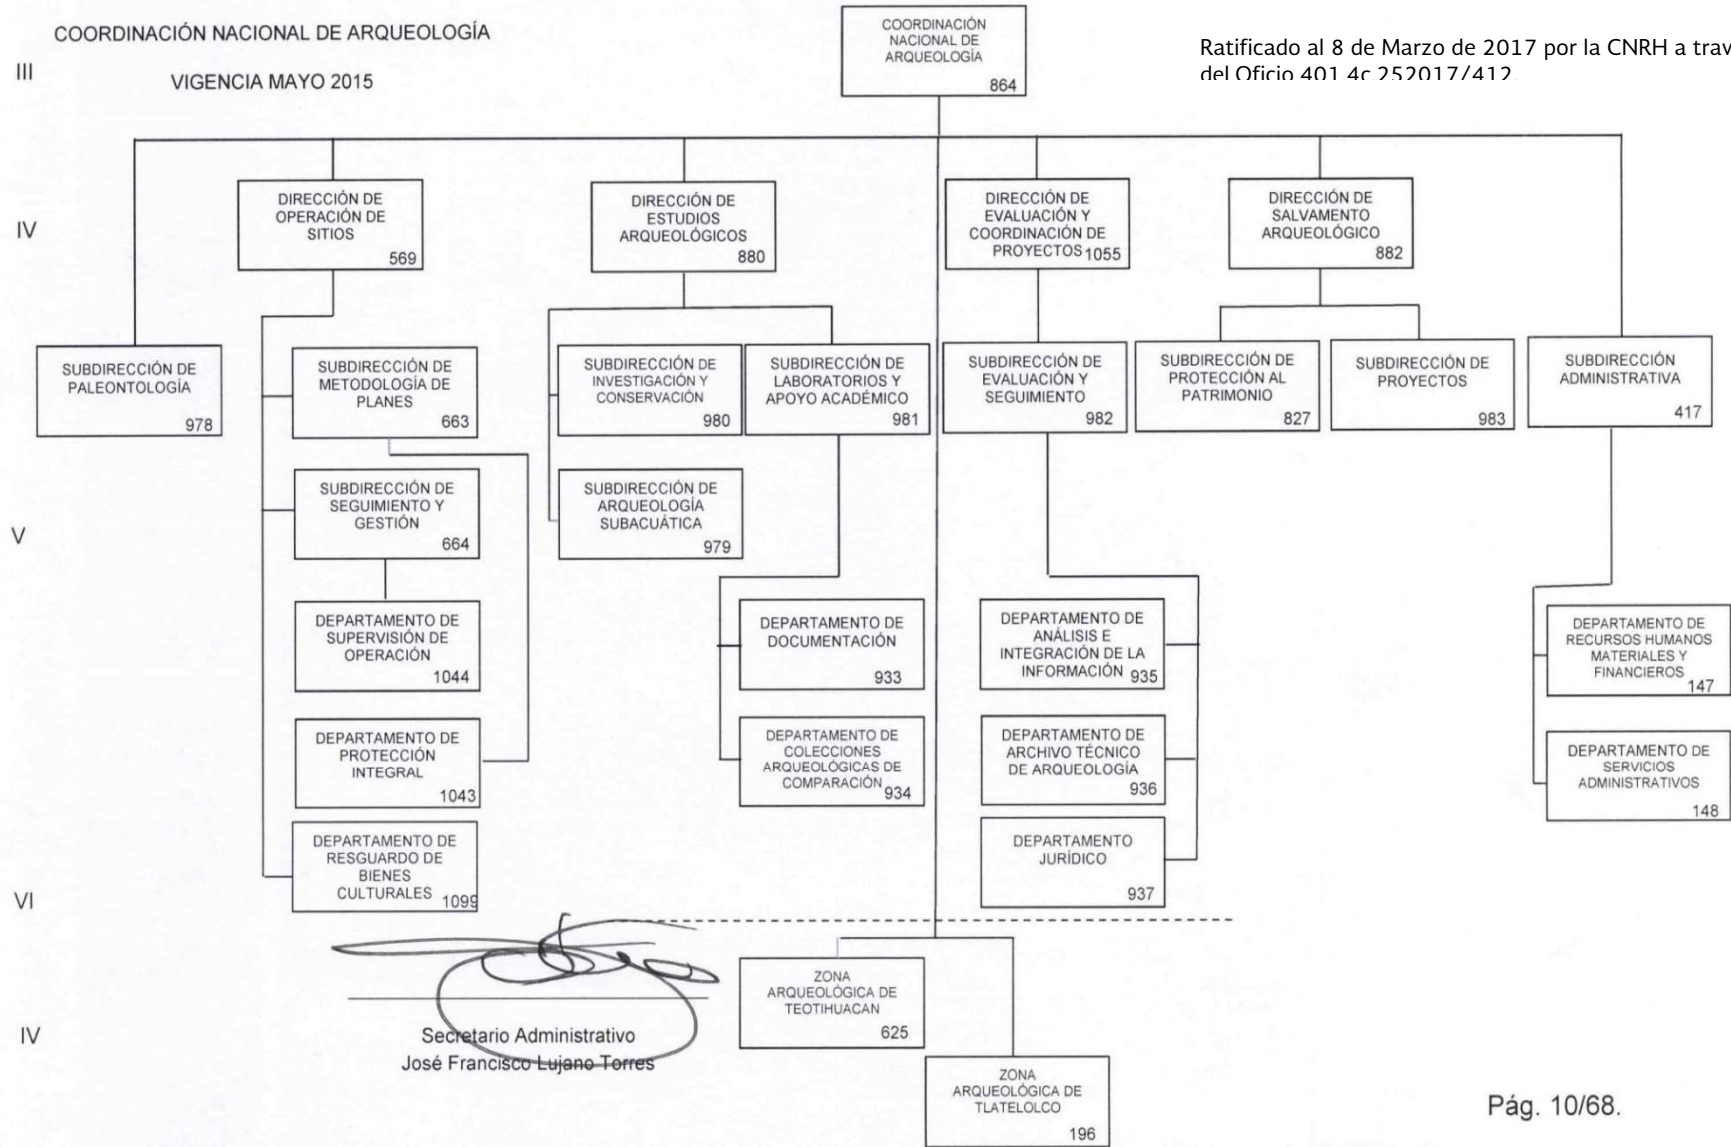 COORDINACIÓN NACIONAL DE ARQUEOLOGÍA
VIGENCIA MAYO 2015
III
COORDINACIÓN
NACIONAL DE
ARQUEOLOGÍA
864
Ratificado al 8 de Marzo de 2017 por la CNRH a trav
del Oficio 401.4c.252017/412.
IV
DIRECCIÓN DE
OPERACIÓN DE
SITIOS
569
DIRECCIÓN DE
ESTUDIOS
ARQUEOLÓGICOS
880
DIRECCIÓN DE
EVALUACIÓN Y
COORDINACIÓN DE
PROYECTOS 1055
DIRECCIÓN DE
SALVAMENTO
ARQUEOLÓGICO
882
SUBDIRECCIÓN DE
PALEONTOLOGÍA
978
SUBDIRECCIÓN DE
METODOLOGÍA DE
PLANES
663
SUBDIRECCIÓN DE
INVESTIGACIÓN Y
CONSERVACIÓN
980
SUBDIRECCIÓN DE
LABORATORIOS Y
APOYO ACADÉMICO
981
SUBDIRECCIÓN DE
EVALUACIÓN Y
SEGUIMIENTO
982
SUBDIRECCIÓN DE
PROTECCIÓN AL
PATRIMONIO
827
SUBDIRECCIÓN DE
PROYECTOS
983
SUBDIRECCIÓN
ADMINISTRATIVA
417
V
SUBDIRECCIÓN DE
SEGUIMIENTO Y
GESTIÓN
664
SUBDIRECCIÓN DE
ARQUEOLOGÍA
SUBACUÁTICA
979
DEPARTAMENTO DE
SUPERVISIÓN DE
OPERACIÓN
1044
DEPARTAMENTO DE
DOCUMENTACIÓN
933
DEPARTAMENTO DE
ANÁLISIS E
INTEGRACIÓN DE LA
INFORMACIÓN 935
DEPARTAMENTO DE
RECURSOS HUMANOS
MATERIALES Y
FINANCIEROS
147
DEPARTAMENTO DE
PROTECCIÓN
INTEGRAL
1043
DEPARTAMENTO DE
COLECCIONES
ARQUEOLÓGICAS DE
COMPARACIÓN 934
DEPARTAMENTO DE
ARCHIVO TÉCNICO
DE ARQUEOLOGÍA
936
DEPARTAMENTO DE
SERVICIOS
ADMINISTRATIVOS
148
VI
DEPARTAMENTO DE
RESGUARDO DE
BIENES
CULTURALES 1099
DEPARTAMENTO
JURÍDICO
937
IV
ZONA
ARQUEOLÓGICA DE
TEOTIHUACAN
625
Secretario Administrativo
José Francisco Lujano Torres
ZONA
ARQUEOLÓGICA DE
TLATELOLCO
196
Pág. 10/68.